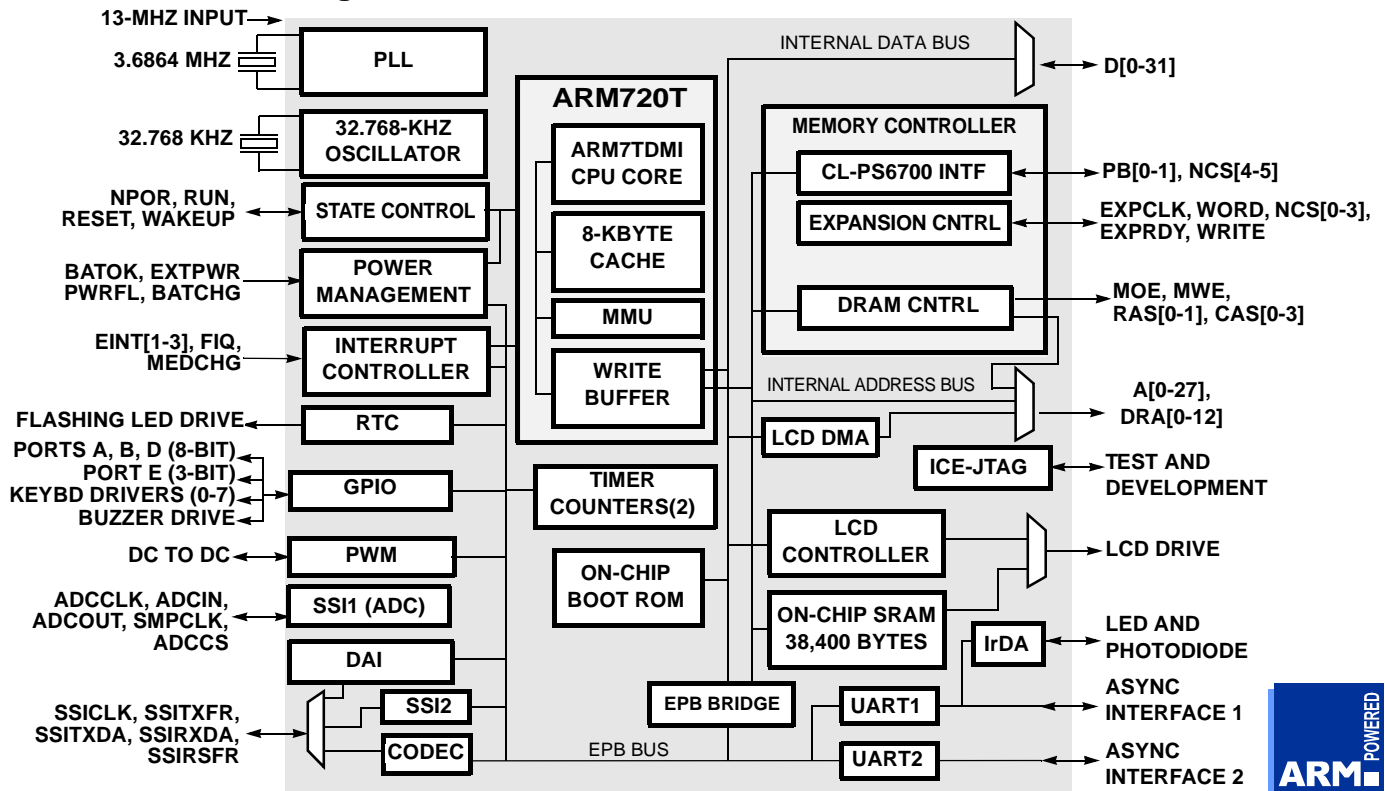 13-MHZ INPUT
3.6864 MHZ
PLL
32.768 KHZ
32.768-KHZ
OSCILLATOR
NPOR, RUN,
RESET, WAKEUP
STATE CONTROL
BATOK, EXTPWR
PWRFL, BATCHG
POWER
MANAGEMENT
EINT[1-3], FIQ,
MEDCHG
INTERRUPT
CONTROLLER
FLASHING LED DRIVE
RTC
PORTS A, B, D (8-BIT)
PORT E (3-BIT)
KEYBD DRIVERS (0-7)
BUZZER DRIVE
GPIO
DC TO DC
PWM
ADCCLK, ADCIN,
ADCOUT, SMPCLK,
ADCCS
SSI1 (ADC)
DAI
SSICLK, SSITXFR,
SSITXDA, SSIRXDA,
SSIRSFR
SSI2
CODEC
ARM720T
ARM7TDMI
CPU CORE
8-KBYTE
CACHE
MMU
WRITE
BUFFER
TIMER
COUNTERS(2)
ON-CHIP
BOOT ROM
EPB BRIDGE
EPB BUS
INTERNAL DATA BUS
D[0-31]
MEMORY CONTROLLER
CL-PS6700 INTF
PB[0-1], NCS[4-5]
EXPANSION CNTRL
EXPCLK, WORD, NCS[0-3],
EXPRDY, WRITE
DRAM CNTRL
MOE, MWE,
RAS[0-1], CAS[0-3]
INTERNAL ADDRESS BUS
A[0-27],
DRA[0-12]
LCD DMA
ICE-JTAG
TEST AND
DEVELOPMENT
LCD
CONTROLLER
LCD DRIVE
ON-CHIP SRAM
38,400 BYTES
IrDA
LED AND
PHOTODIODE
UART1
ASYNC
INTERFACE 1
UART2
ASYNC
INTERFACE 2
ARM
POWERED